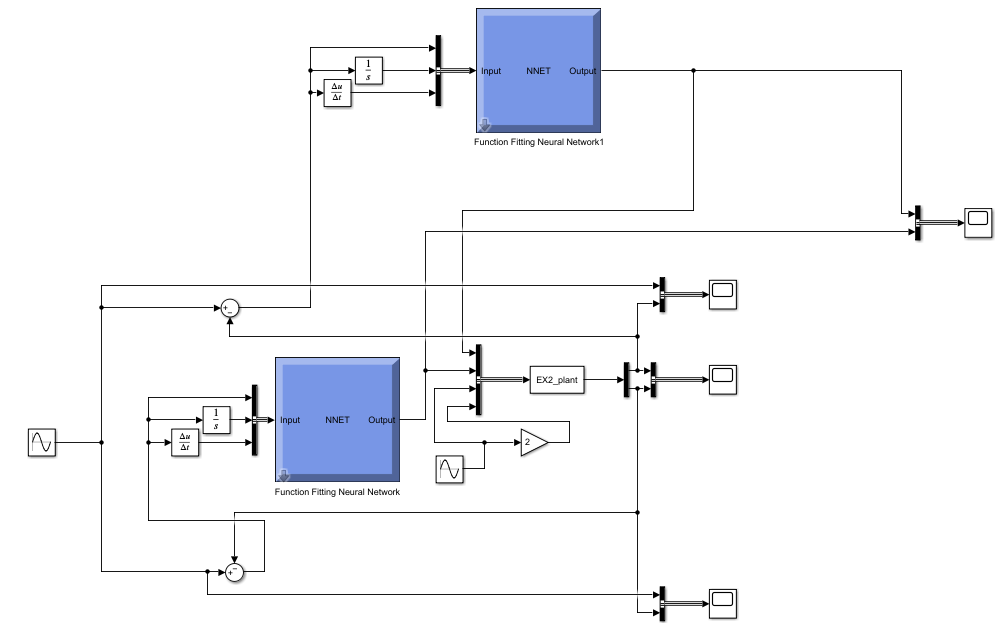 1
s
Δu
Δt
Input NNET Output
Function Fitting Neural Network1
+
−
EX2_plant
1
s
Δu
Δt
Input NNET Output
2
Function Fitting Neural Network
+
−